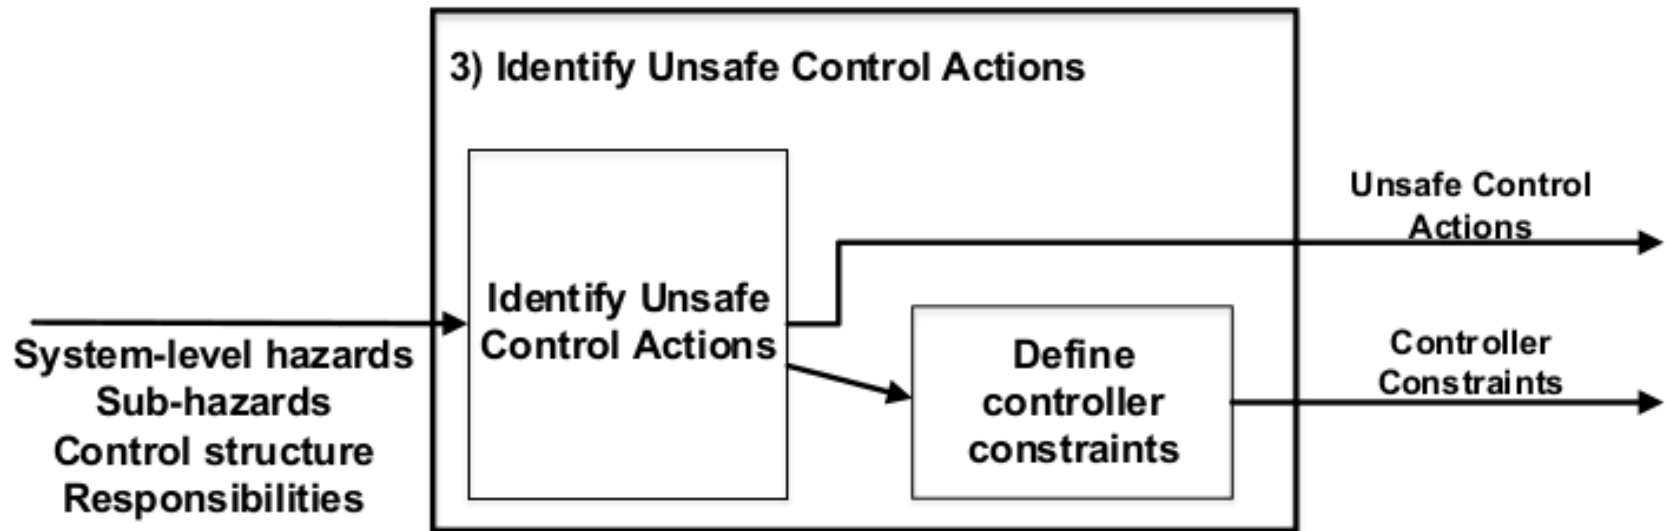 3) Identify Unsafe Control Actions
Unsafe Control
Actions
Identify Unsafe
Control Actions
System-level hazards
Sub-hazards
Control structure
Responsibilities
Define
controller
constraints
Controller
Constraints